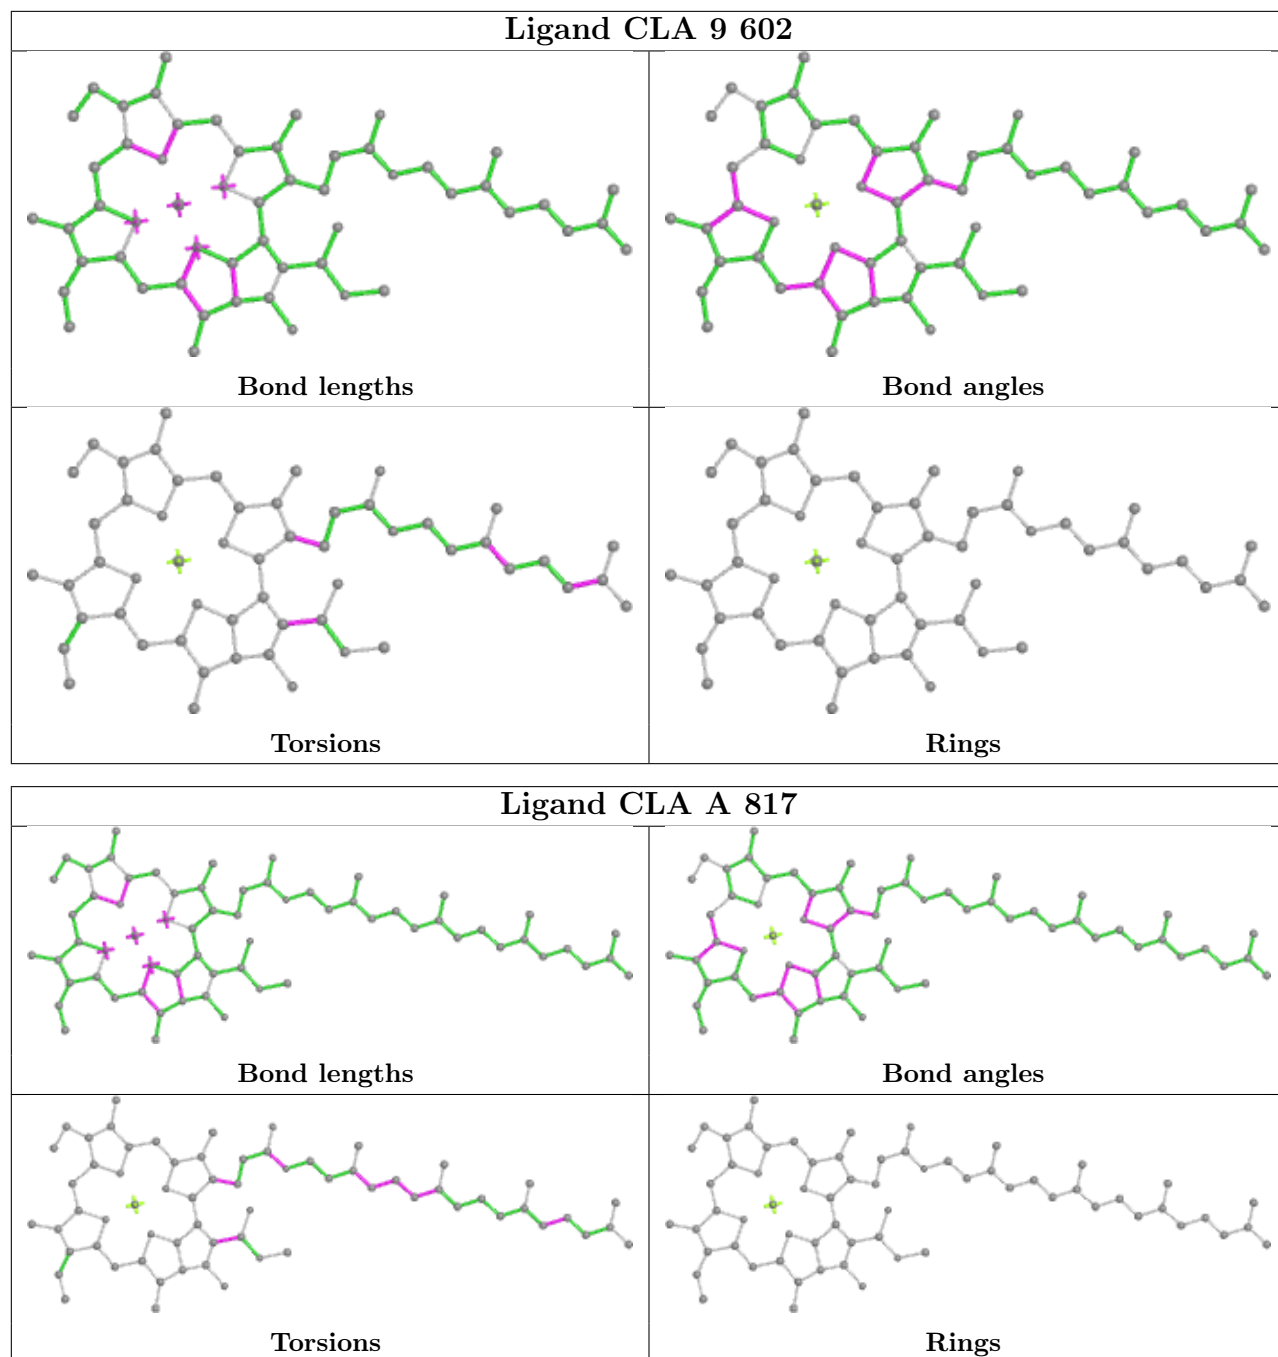 Ligand CLA 9 602
Bond lengths
Bond angles
Torsions
Rings
Ligand CLA A 817
Bond lengths
Bond angles
Torsions
Rings